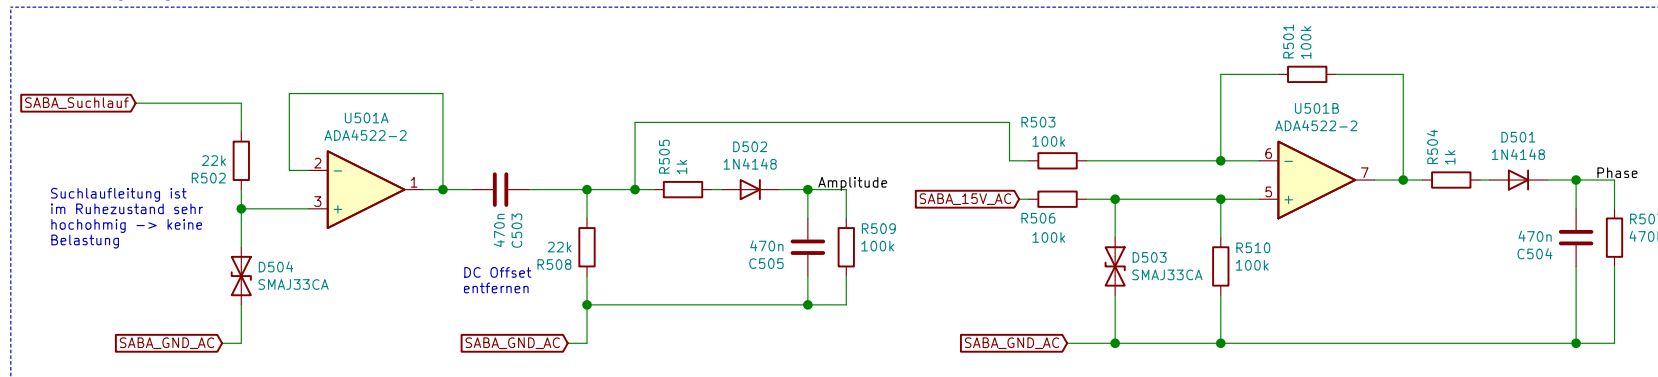 SABA_Suchlauf
22k
R502
Suchlaufleitung ist
im Ruhezustand sehr
hochohmig -> keine
Belastung
D504
SMAJ33CA
SABA_GND_AC
U501A
ADA4522-2
2
3
1
470n
C503
DC Offset
entfernen
22k
R508
SABA_GND_AC
R505
1k
D502
1N4148
Amplitude
470n
C505
R509
100k
R503
100k
SABA_15V_AC
R506
100k
D503
SMAJ33CA
R510
100k
SABA_GND_AC
R501
100k
U501B
ADA4522-2
6
5
7
R504
1k
D501
1N4148
Phase
470n
C504